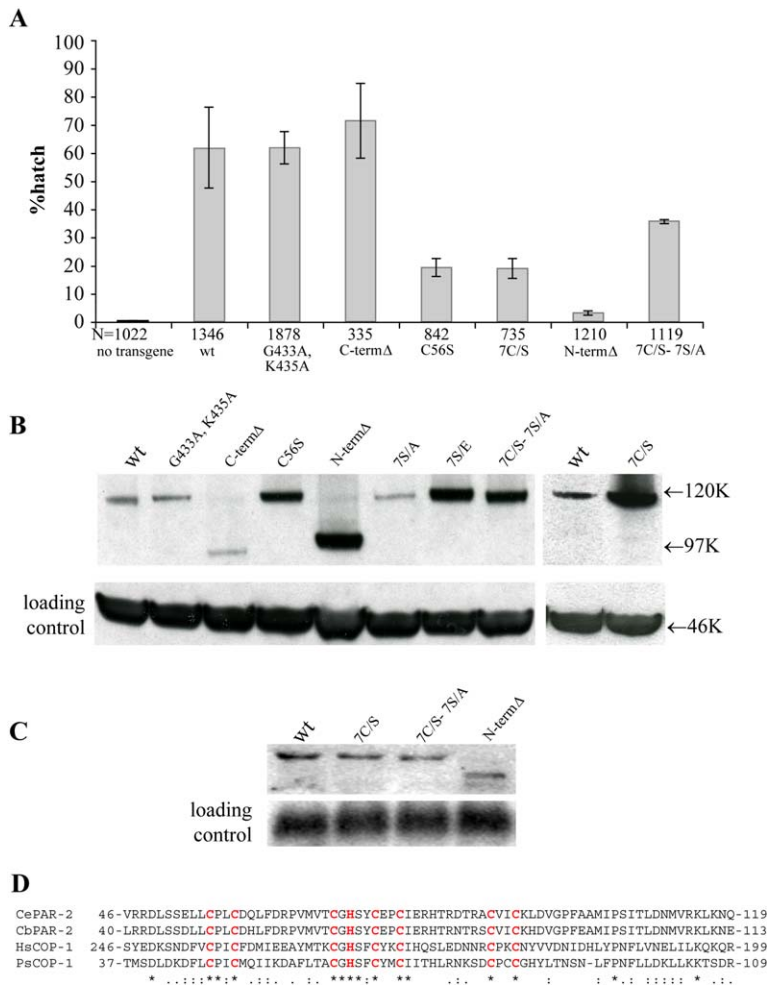 A
%hatch
100
90
80
70
60
50
40
30
20
10
0
N=1022 1346 1878 335 842 735 1210 1119
no transgene wt G433A, K435A C-termΔ C56S 7C/S N-termΔ 7C/S- 7S/A
B
wt G433A, K435A C-termΔ C56S N-termΔ 7S/A 7S/E 7C/S- 7S/A wt 7C/S
←120K
←97K
loading control
←46K
C
wt 7C/S 7C/S- 7S/A N-termΔ
loading control
D
CePAR-2 46-VRRDLSSELLCPLCDQLFDRPVMVTCGHSYCEPCIERHTRDTRACVICKLDVGPFAAMIPSITLDNMVRKLKNQ-119
CbPAR-2 40-LRRDLSSDLLCPLCDHLFDRPVMVTCGHSYCEPCIERHTRDTRACVICKLDVGPFAAMIPSITLDNMVRKLKNE-113
HsCOP-1 246-SYEDKSNDFVCPICFDMIEEAYMTKCGHSFCYKCIHQSLEDNNRCPKCNYVVDNIDHLYPNFLVNELILKQKQR-199
PsCOP-1 37-TMSDLDKDFLCPICMQIIKDAFLTACGHSFCYMCIITHLRNKSDCPCCGHYLTNSN-LFPNFLLDKLLKKTSDR-109